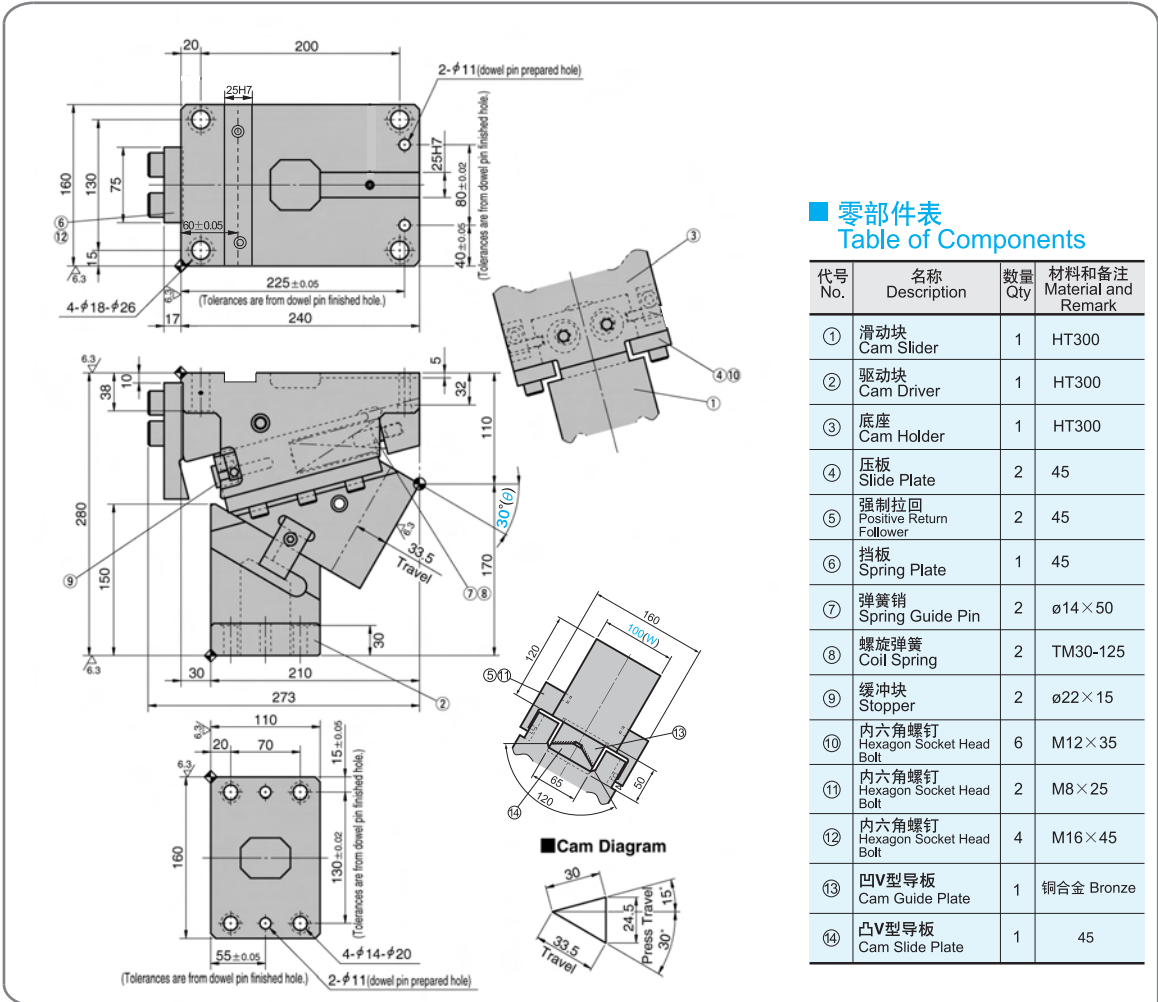 20
200
2-φ11(dowel pin prepared hole)
25H7
160
130
75
15
60±0.05
25H7
80±0.02
40±0.05
(Tolerances are from dowel pin finished hole.)
⑥
⑫
6.3
6.3
225±0.05
(Tolerances are from dowel pin finished hole.)
4-φ18-φ26
17
240
③
④⑩
①
6.3
10
38
5
32
110
280
150
30°(θ)
170
6.3
33.5
Travel
⑨
⑦⑧
30
6.3
30
210
273
②
160
100(W)
120
⑤⑪
⑬
65
50
120
⑭
6.3
110
20
70
15±0.05
6.3
160
130±0.02
(Tolerances are from dowel pin finished hole.)
55±0.05
4-φ14-φ20
(Tolerances are from dowel pin finished hole.)
2-φ11(dowel pin prepared hole)
■Cam Diagram
30
15°
24.5
Press Travel
30°
33.5
Travel
■ 零部件表
Table of Components
代号 名称 数量 材料和备注
No. Description Qty Material and
Remark
① 滑动块 1 HT300
Cam Slider
② 驱动块 1 HT300
Cam Driver
③ 底座 1 HT300
Cam Holder
④ 压板 2 45
Slide Plate
⑤ 强制拉回 2 45
Positive Return
Follower
⑥ 挡板 1 45
Spring Plate
⑦ 弹簧销 2 ø14×50
Spring Guide Pin
⑧ 螺旋弹簧 2 TM30-125
Coil Spring
⑨ 缓冲块 2 ø22×15
Stopper
⑩ 内六角螺钉 6 M12×35
Hexagon Socket Head
Bolt
⑪ 内六角螺钉 2 M8×25
Hexagon Socket Head
Bolt
⑫ 内六角螺钉 4 M16×45
Hexagon Socket Head
Bolt
⑬ 凹V型导板 1 铜合金 Bronze
Cam Guide Plate
⑭ 凸V型导板 1 45
Cam Slide Plate